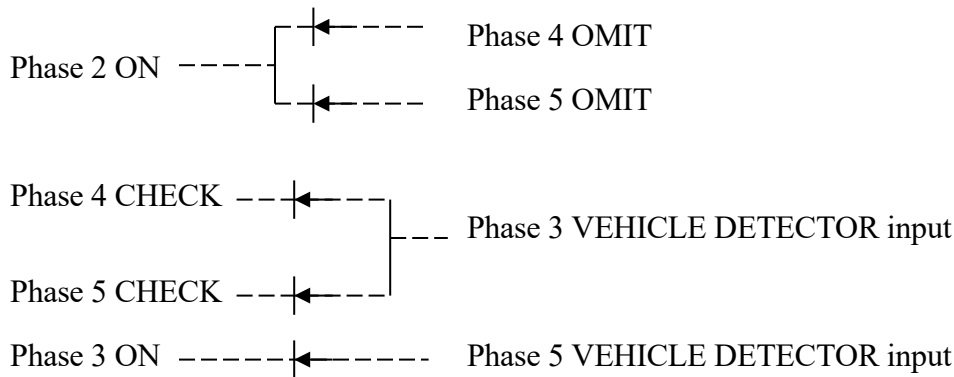 Phase 4 OMIT
Phase 2 ON
Phase 5 OMIT
Phase 4 CHECK
Phase 3 VEHICLE DETECTOR input
Phase 5 CHECK
Phase 3 ON
Phase 5 VEHICLE DETECTOR input